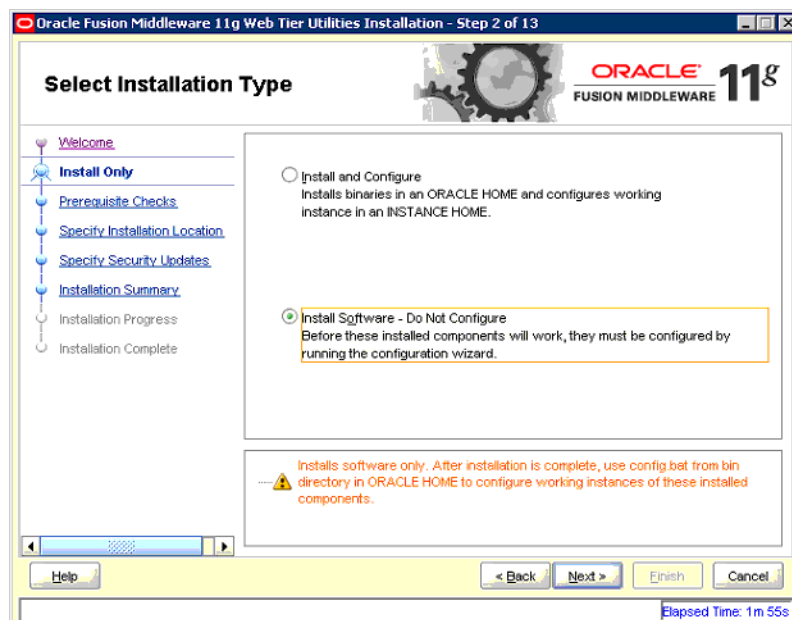 Oracle Fusion Middleware 11g Web Tier Utilities Installation - Step 2 of 13
Select Installation Type
ORACLE
FUSION MIDDLEWARE 11g
Welcome
Install Only
Prerequisite Checks
Specify Installation Location
Specify Security Updates
Installation Summary
Installation Progress
Installation Complete
Install and Configure
Installs binaries in an ORACLE HOME and configures working
instance in an INSTANCE HOME.
Install Software - Do Not Configure
Before these installed components will work, they must be configured by
running the configuration wizard.
Installs software only. After installation is complete, use config.bat from bin
directory in ORACLE HOME to configure working instances of these installed
components.
Help
< Back
Next >
Finish
Cancel
Elapsed Time: 1m 55s